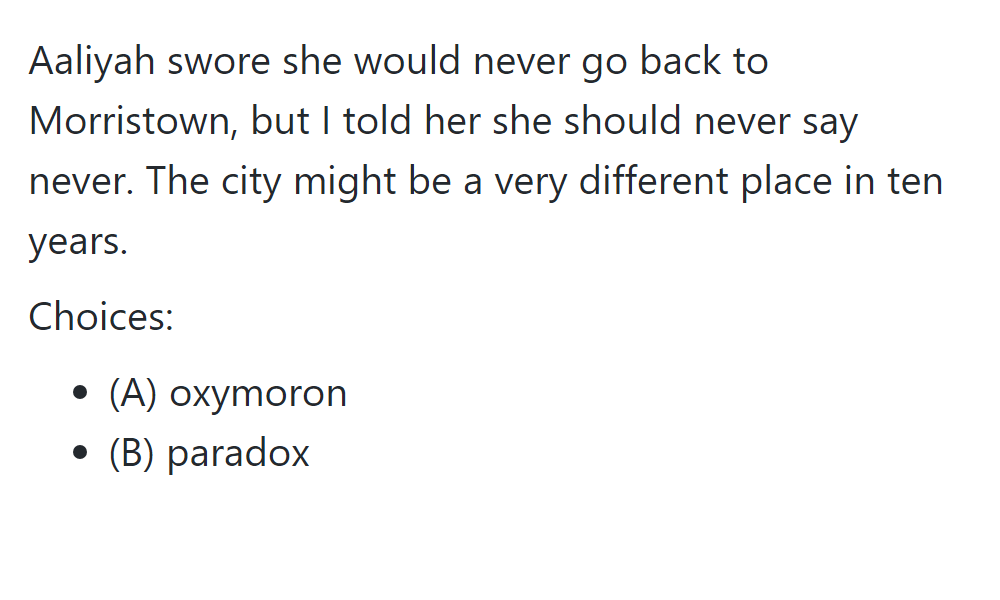 Aaliyah swore she would never go back to
Morristown, but I told her she should never say
never. The city might be a very different place in ten
years.
Choices:
• (A) oxymoron
• (B) paradox